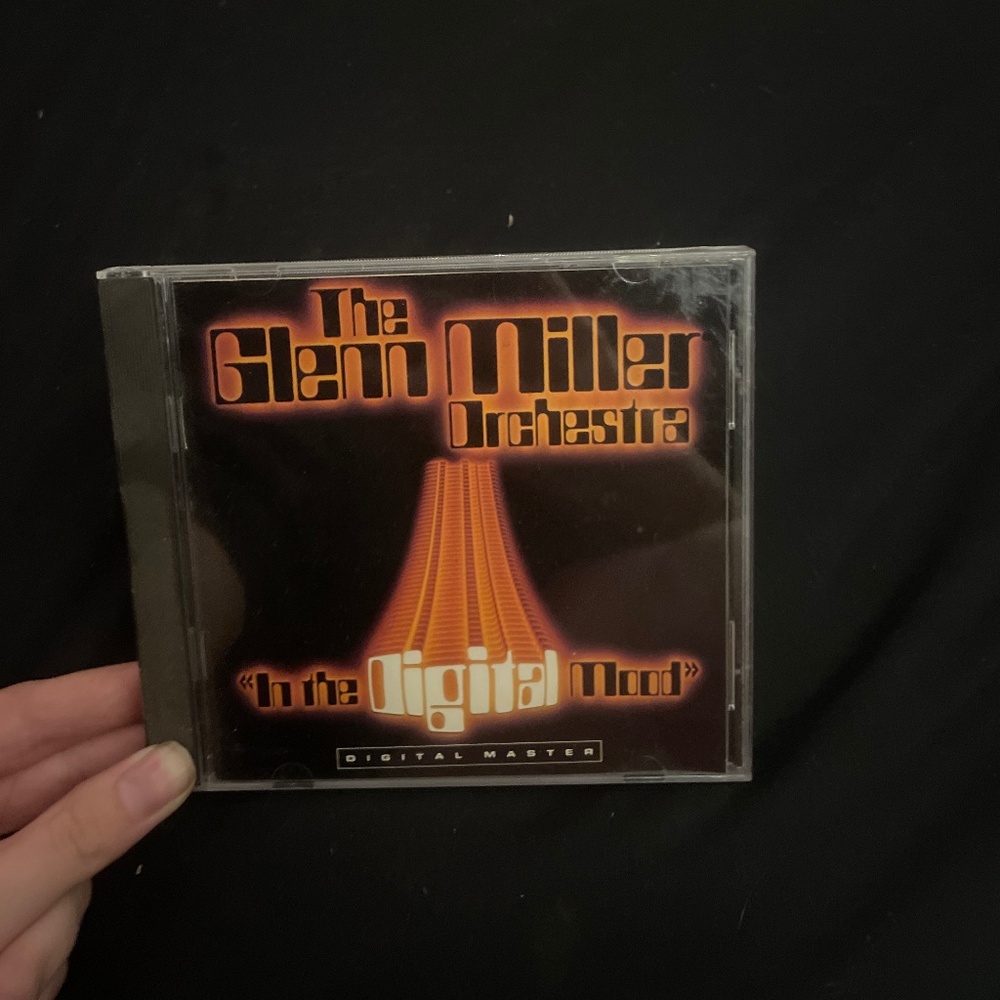 The
Glenn Miller
Orchestra
«In the Digital Mood»
DIGITAL MASTER